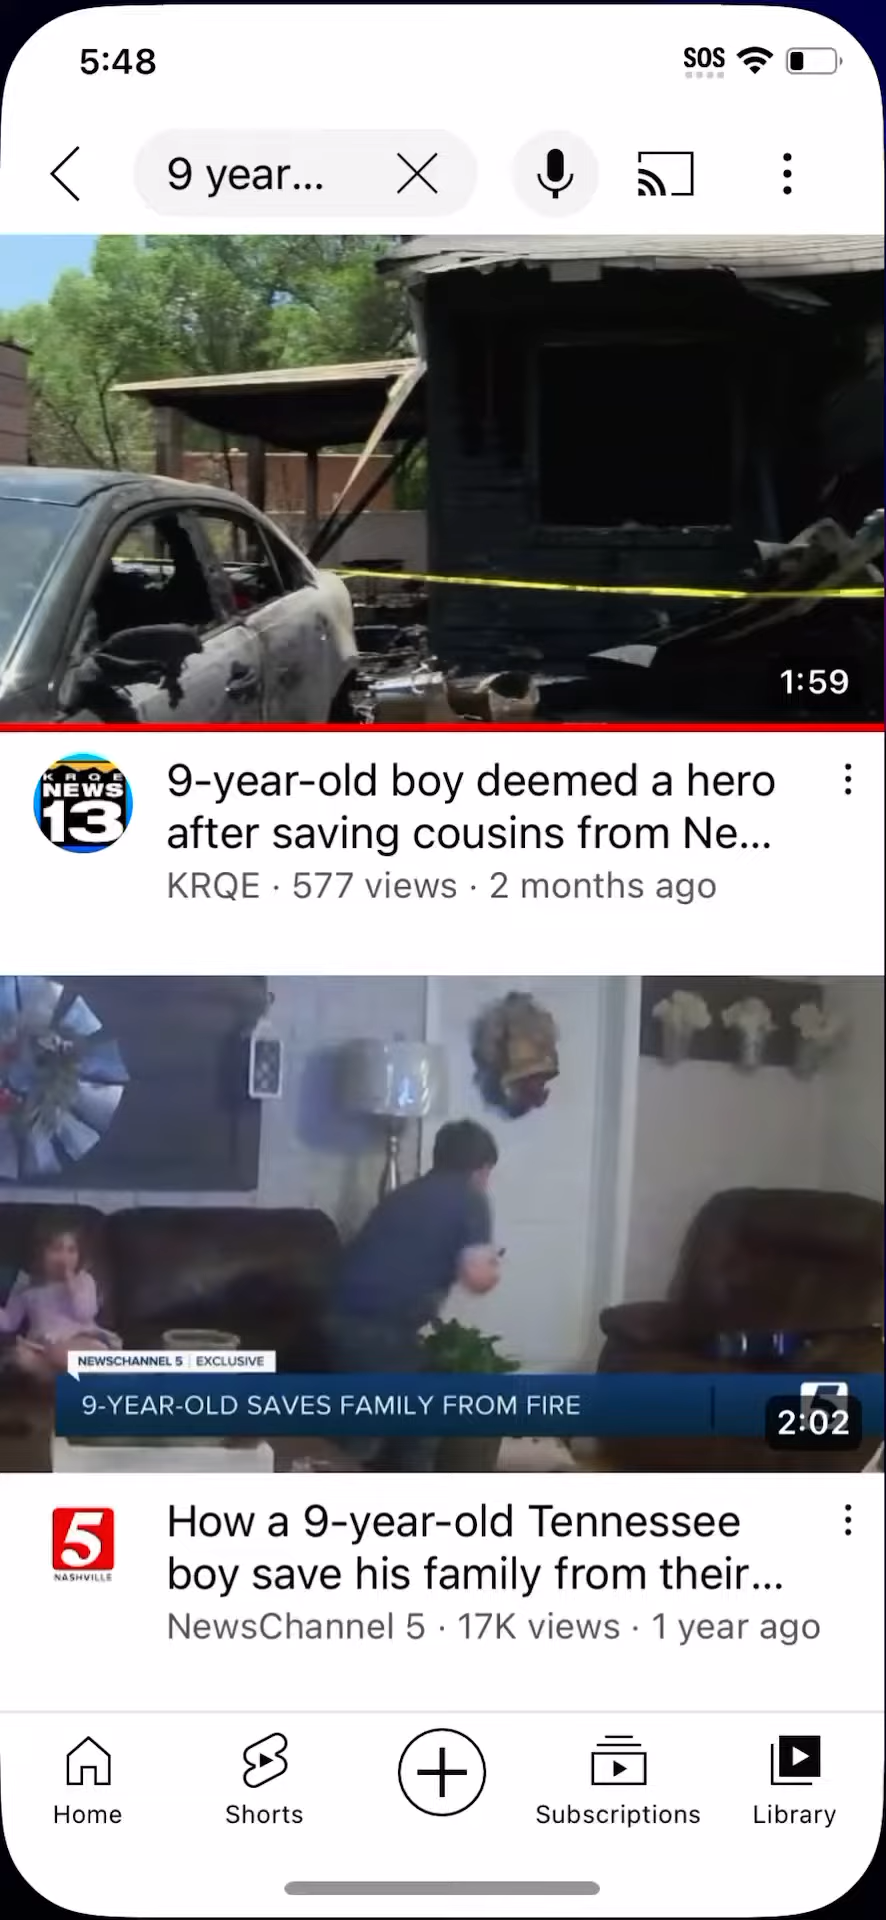 5:48
SOS
9 year...
1:59
KRQE
NEWS
13
9-year-old boy deemed a hero
after saving cousins from Ne...
KRQE · 577 views · 2 months ago
NEWSCHANNEL 5 | EXCLUSIVE
9-YEAR-OLD SAVES FAMILY FROM FIRE
5
2:02
5
NASHVILLE
How a 9-year-old Tennessee
boy save his family from their...
NewsChannel 5 · 17K views · 1 year ago
Home
Shorts
Subscriptions
Library